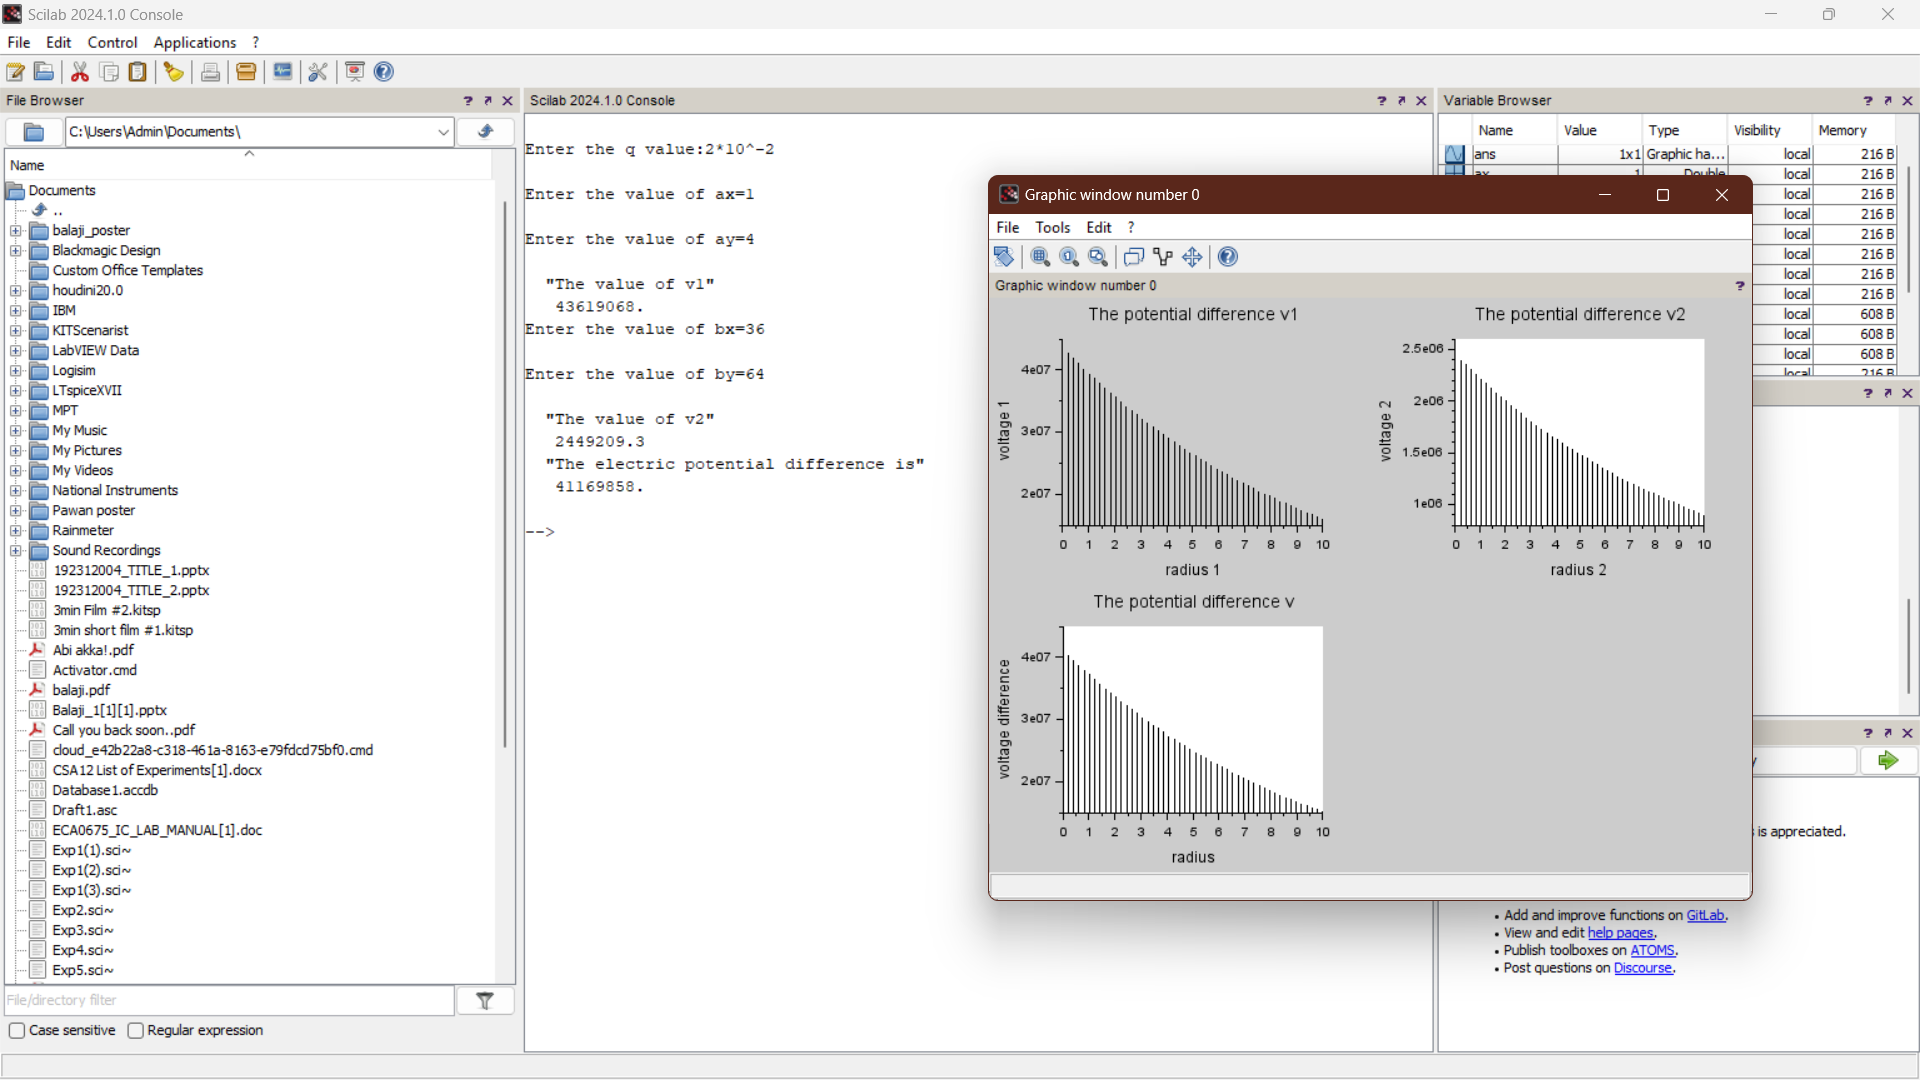 Scilab 2024.1.0 Console
File Edit Control Applications ?
File Browser
C:\Users\Admin\Documents\
Name
Documents
..
balaji_poster
Blackmagic Design
Custom Office Templates
houdini20.0
IBM
KITScenarist
LabVIEW Data
Logisim
LTspiceXVII
MPT
My Music
My Pictures
My Videos
National Instruments
Pawan poster
Rainmeter
Sound Recordings
192312004_TITLE_1.pptx
192312004_TITLE_2.pptx
3min Film #2.kitsp
3min short film #1.kitsp
Abi akka!.pdf
Activator.cmd
balaji.pdf
Balaji_1[1][1].pptx
Call you back soon..pdf
cloud_e42b22a8-c318-461a-8163-e79fdcd75bf0.cmd
CSA12 List of Experiments[1].docx
Database1.accdb
Draft1.asc
ECA0675_IC_LAB_MANUAL[1].doc
Exp1(1).sci~
Exp1(2).sci~
Exp1(3).sci~
Exp2.sci~
Exp3.sci~
Exp4.sci~
Exp5.sci~
File/directory filter
Case sensitive Regular expression
Scilab 2024.1.0 Console
Enter the q value:2*10^-2
Enter the value of ax=1
Enter the value of ay=4
"The value of v1"
43619068.
Enter the value of bx=36
Enter the value of by=64
"The value of v2"
2449209.3
"The electric potential difference is"
41169858.
-->
Variable Browser
Name Value Type Visibility Memory
ans 1x1 Graphic ha... local 216 B
ax 1 Double local 216 B
local 216 B
local 216 B
local 216 B
local 216 B
local 216 B
local 216 B
local 608 B
local 608 B
local 608 B
local 216 B
Graphic window number 0
File Tools Edit ?
Graphic window number 0 ?
The potential difference v1
voltage 1
4e07
3e07
2e07
0 1 2 3 4 5 6 7 8 9 10
radius 1
The potential difference v2
voltage 2
2.5e06
2e06
1.5e06
1e06
0 1 2 3 4 5 6 7 8 9 10
radius 2
The potential difference v
voltage difference
4e07
3e07
2e07
0 1 2 3 4 5 6 7 8 9 10
radius
is appreciated.
• Add and improve functions on GitLab.
• View and edit help pages.
• Publish toolboxes on ATOMS.
• Post questions on Discourse.